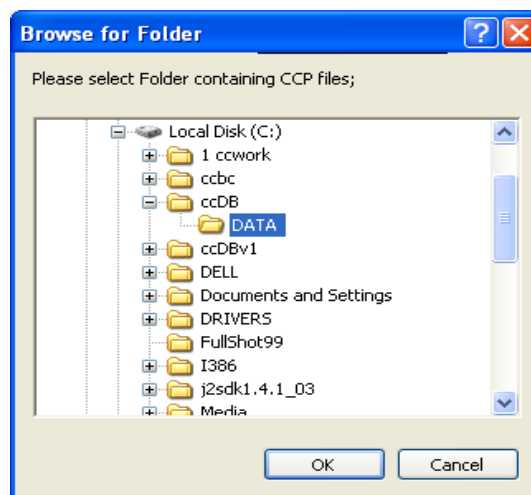 Browse for Folder
Please select Folder containing CCP files;
Local Disk (C:)
1 ccwork
ccbc
ccDB
DATA
ccDBv1
DELL
Documents and Settings
DRIVERS
FullShot99
I386
j2sdk1.4.1_03
Media
OK Cancel